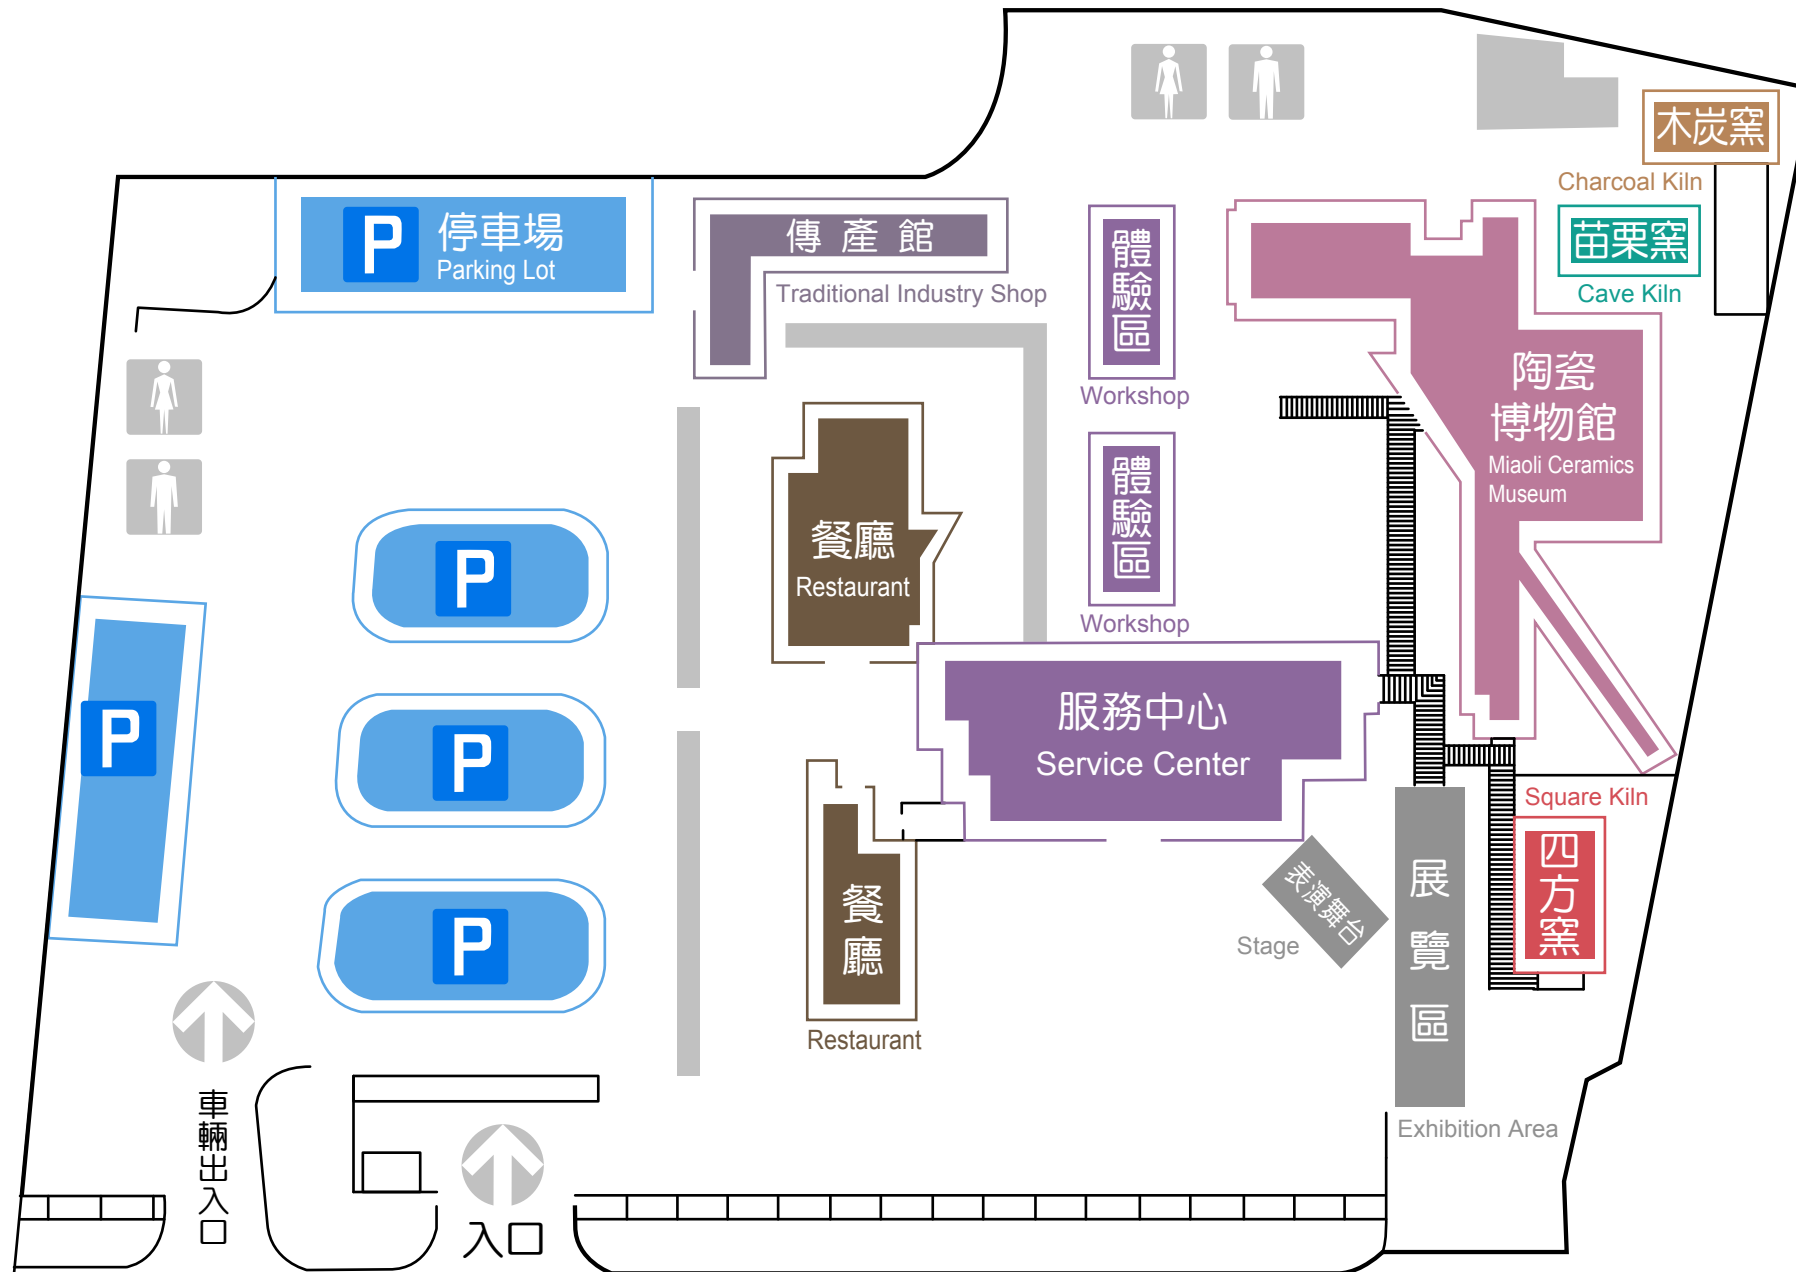 木炭窯
Charcoal Kiln
P
停車場
Parking Lot
傳產館
Traditional Industry Shop
體驗區
Workshop
苗栗窯
Cave Kiln
陶瓷
博物館
Miaoli Ceramics
Museum
餐廳
Restaurant
體驗區
Workshop
P
P
P
P
服務中心
Service Center
Square Kiln
四方窯
餐廳
Restaurant
表演舞台
Stage
展覽區
Exhibition Area
車輛出入口
入口